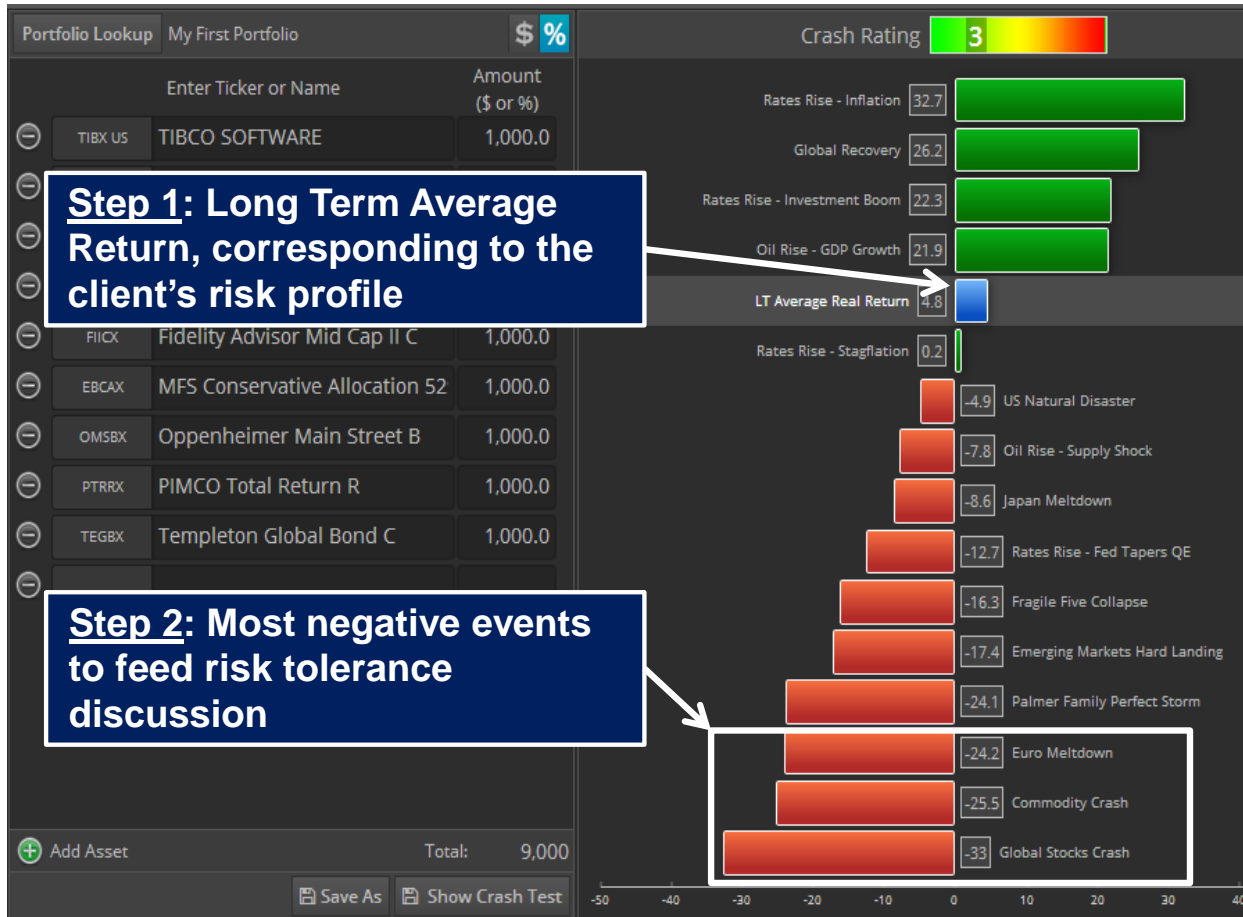 Portfolio Lookup My First Portfolio $ %
Enter Ticker or Name Amount
($ or %)
TIBX US TIBCO SOFTWARE 1,000.0
Step 1: Long Term Average
Return, corresponding to the
client's risk profile
FIICX Fidelity Advisor Mid Cap II C 1,000.0
EBCAX MFS Conservative Allocation 52 1,000.0
OMSBX Oppenheimer Main Street B 1,000.0
PTRRX PIMCO Total Return R 1,000.0
TEGBX Templeton Global Bond C 1,000.0
Step 2: Most negative events
to feed risk tolerance
discussion
Add Asset Total: 9,000
Save As Show Crash Test
Crash Rating 3
Rates Rise - Inflation 32.7
Global Recovery 26.2
Rates Rise - Investment Boom 22.3
Oil Rise - GDP Growth 21.9
LT Average Real Return 4.8
Rates Rise - Stagflation 0.2
-4.9 US Natural Disaster
-7.8 Oil Rise - Supply Shock
-8.6 Japan Meltdown
-12.7 Rates Rise - Fed Tapers QE
-16.3 Fragile Five Collapse
-17.4 Emerging Markets Hard Landing
-24.1 Palmer Family Perfect Storm
-24.2 Euro Meltdown
-25.5 Commodity Crash
-33 Global Stocks Crash
-50 -40 -30 -20 -10 0 10 20 30 40